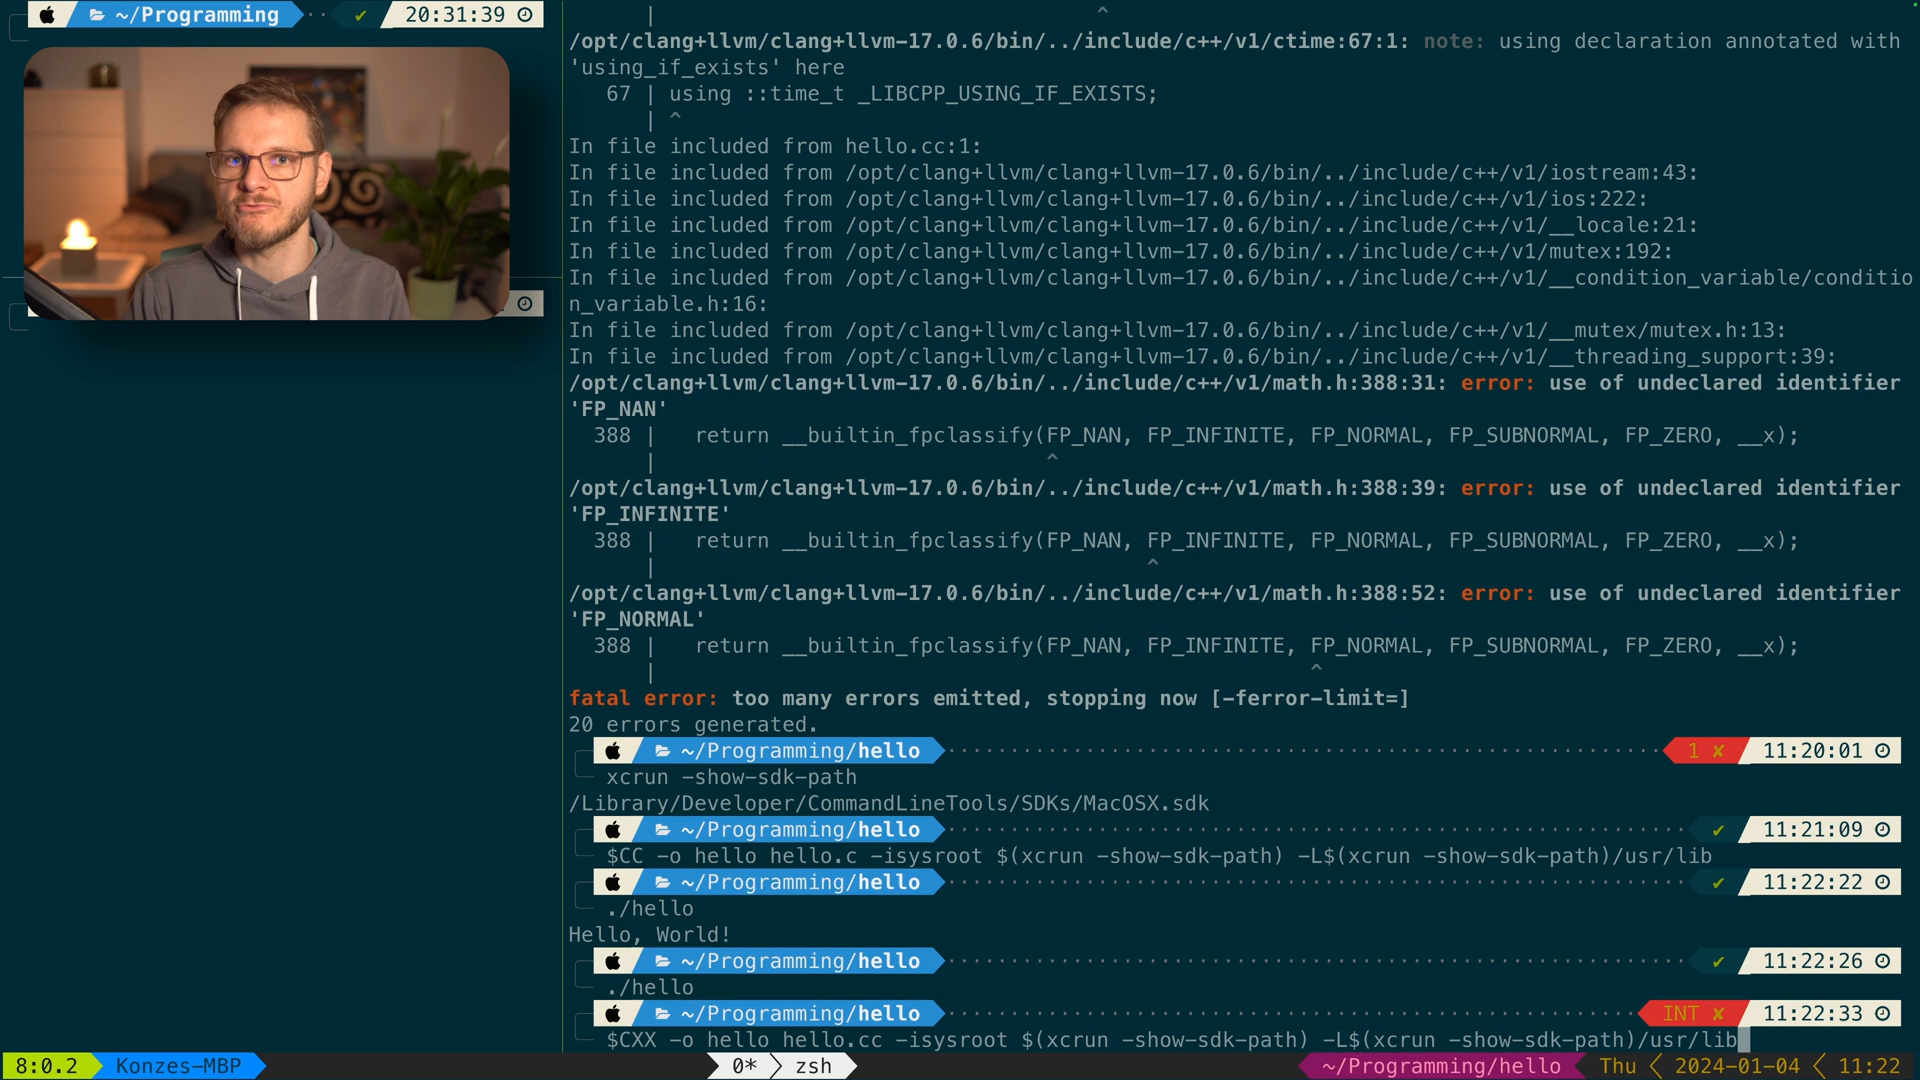 ~/Programming ·· ✔ 20:31:39
|                                   ^
/opt/clang+llvm/clang+llvm-17.0.6/bin/../include/c++/v1/ctime:67:1: note: using declaration annotated with
'using_if_exists' here
67 | using ::time_t _LIBCPP_USING_IF_EXISTS;
| ^
In file included from hello.cc:1:
In file included from /opt/clang+llvm/clang+llvm-17.0.6/bin/../include/c++/v1/iostream:43:
In file included from /opt/clang+llvm/clang+llvm-17.0.6/bin/../include/c++/v1/ios:222:
In file included from /opt/clang+llvm/clang+llvm-17.0.6/bin/../include/c++/v1/__locale:21:
In file included from /opt/clang+llvm/clang+llvm-17.0.6/bin/../include/c++/v1/mutex:192:
In file included from /opt/clang+llvm/clang+llvm-17.0.6/bin/../include/c++/v1/__condition_variable/conditio
n_variable.h:16:
In file included from /opt/clang+llvm/clang+llvm-17.0.6/bin/../include/c++/v1/__mutex/mutex.h:13:
In file included from /opt/clang+llvm/clang+llvm-17.0.6/bin/../include/c++/v1/__threading_support:39:
/opt/clang+llvm/clang+llvm-17.0.6/bin/../include/c++/v1/math.h:388:31: error: use of undeclared identifier
'FP_NAN'
388 |   return __builtin_fpclassify(FP_NAN, FP_INFINITE, FP_NORMAL, FP_SUBNORMAL, FP_ZERO, __x);
|                               ^
/opt/clang+llvm/clang+llvm-17.0.6/bin/../include/c++/v1/math.h:388:39: error: use of undeclared identifier
'FP_INFINITE'
388 |   return __builtin_fpclassify(FP_NAN, FP_INFINITE, FP_NORMAL, FP_SUBNORMAL, FP_ZERO, __x);
|                                       ^
/opt/clang+llvm/clang+llvm-17.0.6/bin/../include/c++/v1/math.h:388:52: error: use of undeclared identifier
'FP_NORMAL'
388 |   return __builtin_fpclassify(FP_NAN, FP_INFINITE, FP_NORMAL, FP_SUBNORMAL, FP_ZERO, __x);
|                                                    ^
fatal error: too many errors emitted, stopping now [-ferror-limit=]
20 errors generated.
~/Programming/hello 1 ✘ 11:20:01
xcrun -show-sdk-path
/Library/Developer/CommandLineTools/SDKs/MacOSX.sdk
~/Programming/hello ✔ 11:21:09
$CC -o hello hello.c -isysroot $(xcrun -show-sdk-path) -L$(xcrun -show-sdk-path)/usr/lib
~/Programming/hello ✔ 11:22:22
./hello
Hello, World!
~/Programming/hello ✔ 11:22:26
./hello
~/Programming/hello INT ✘ 11:22:33
$CXX -o hello hello.cc -isysroot $(xcrun -show-sdk-path) -L$(xcrun -show-sdk-path)/usr/lib
8:0.2 Konzes-MBP 0* zsh ~/Programming/hello Thu 2024-01-04 11:22